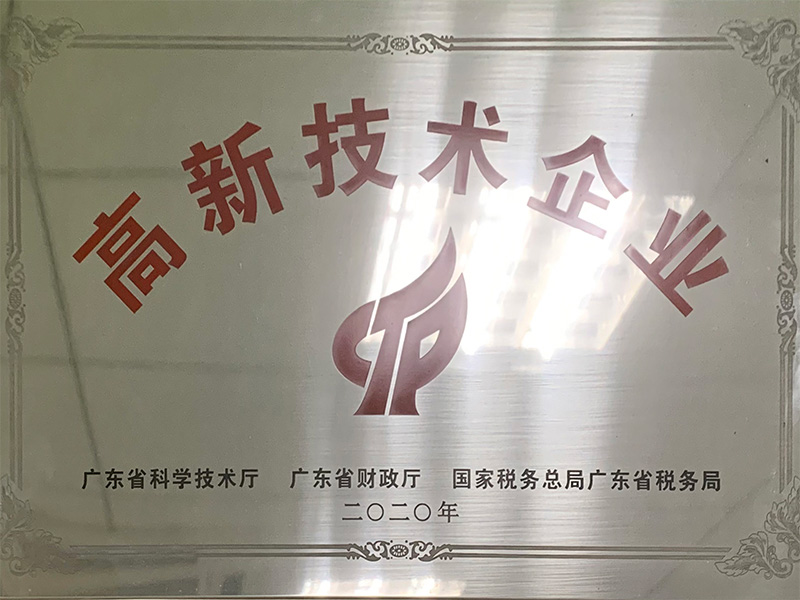 高新技术企业
广东省科学技术厅 广东省财政厅 国家税务总局广东省税务局
二〇二〇年